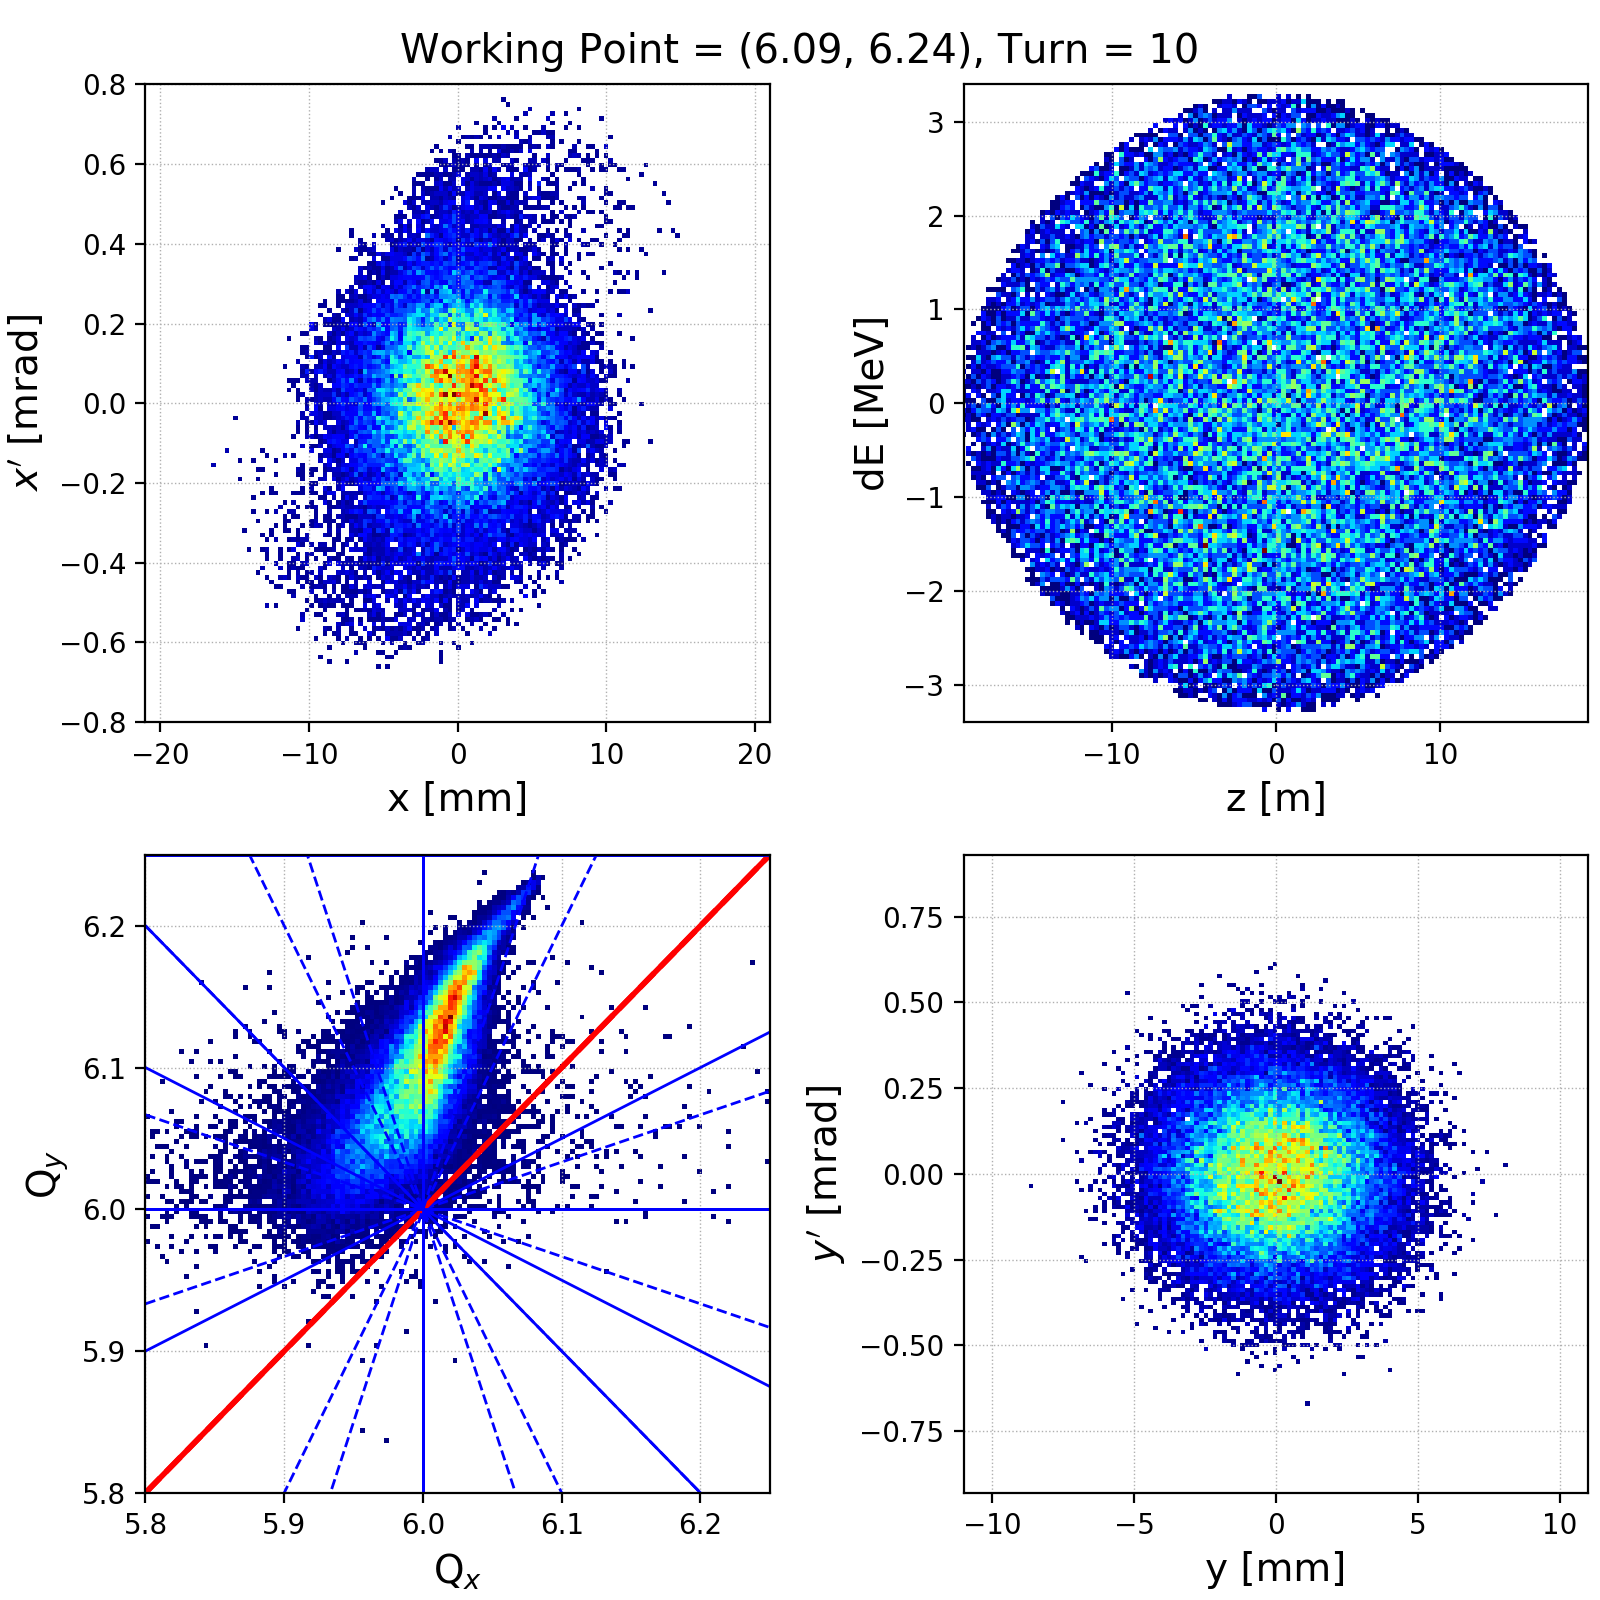 Working Point = (6.09, 6.24), Turn = 10
0.8
0.6
0.4
0.2
0.0
−0.2
−0.4
−0.6
−0.8
x′ [mrad]
−20 −10 0 10 20
x [mm]
3
2
1
0
−1
−2
−3
dE [MeV]
−10 0 10
z [m]
6.2
6.1
6.0
5.9
5.8
Qy
5.8 5.9 6.0 6.1 6.2
Qx
0.75
0.50
0.25
0.00
−0.25
−0.50
−0.75
y′ [mrad]
−10 −5 0 5 10
y [mm]